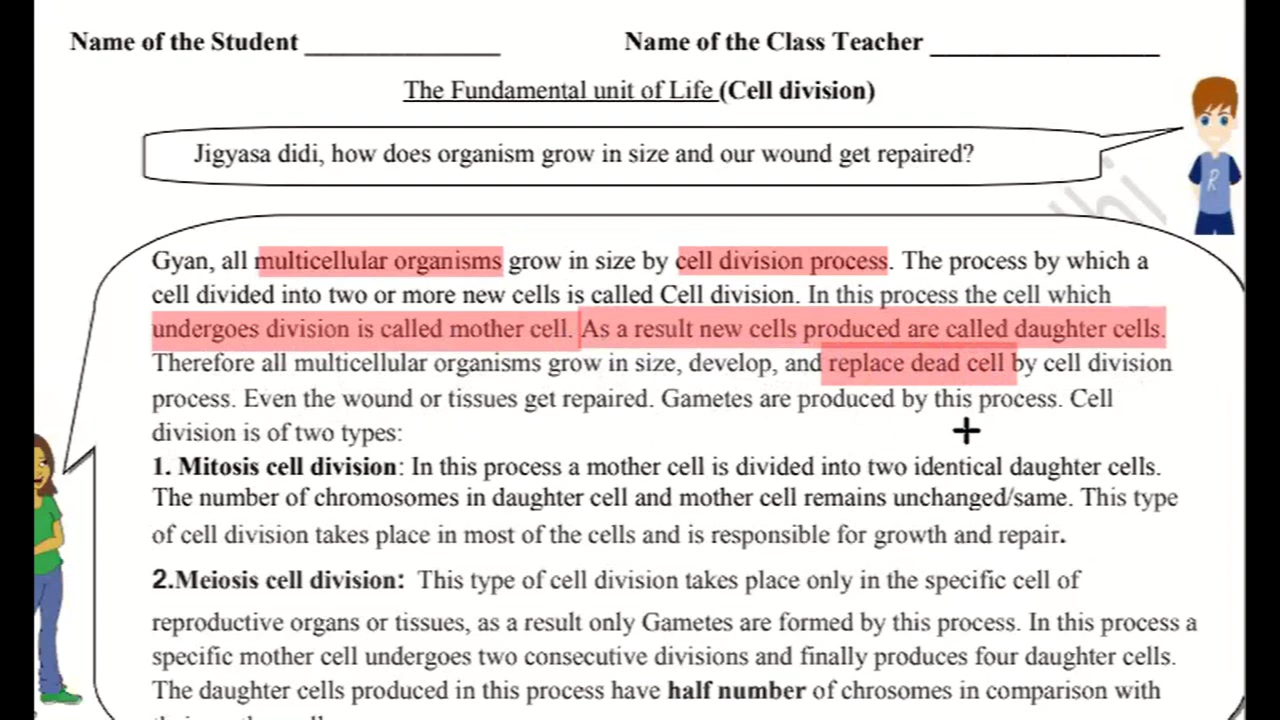 Name of the Student _______________ Name of the Class Teacher __________________
The Fundamental unit of Life (Cell division)
Jigyasa didi, how does organism grow in size and our wound get repaired?
R
Gyan, all multicellular organisms grow in size by cell division process. The process by which a
cell divided into two or more new cells is called Cell division. In this process the cell which
undergoes division is called mother cell. As a result new cells produced are called daughter cells.
Therefore all multicellular organisms grow in size, develop, and replace dead cell by cell division
process. Even the wound or tissues get repaired. Gametes are produced by this process. Cell
division is of two types:
1. Mitosis cell division: In this process a mother cell is divided into two identical daughter cells.
The number of chromosomes in daughter cell and mother cell remains unchanged/same. This type
of cell division takes place in most of the cells and is responsible for growth and repair.
2.Meiosis cell division: This type of cell division takes place only in the specific cell of
reproductive organs or tissues, as a result only Gametes are formed by this process. In this process a
specific mother cell undergoes two consecutive divisions and finally produces four daughter cells.
The daughter cells produced in this process have half number of chrosomes in comparison with